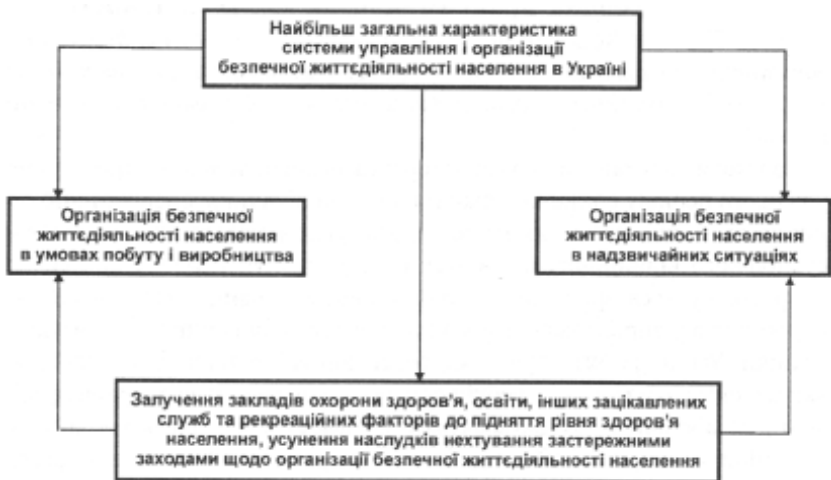 Найбільш загальна характеристика
системи управління і організації
безпечної життєдіяльності населення в Україні
Організація безпечної
життєдіяльності населення
в умовах побуту і виробництва
Організація безпечної
життєдіяльності населення
в надзвичайних ситуаціях
Залучення закладів охорони здоров'я, освіти, інших зацікавлених
служб та рекреаційних факторів до підняття рівня здоров'я
населення, усунення наслудків нехтування застережними
заходами щодо організації безпечної життєдіяльності населення